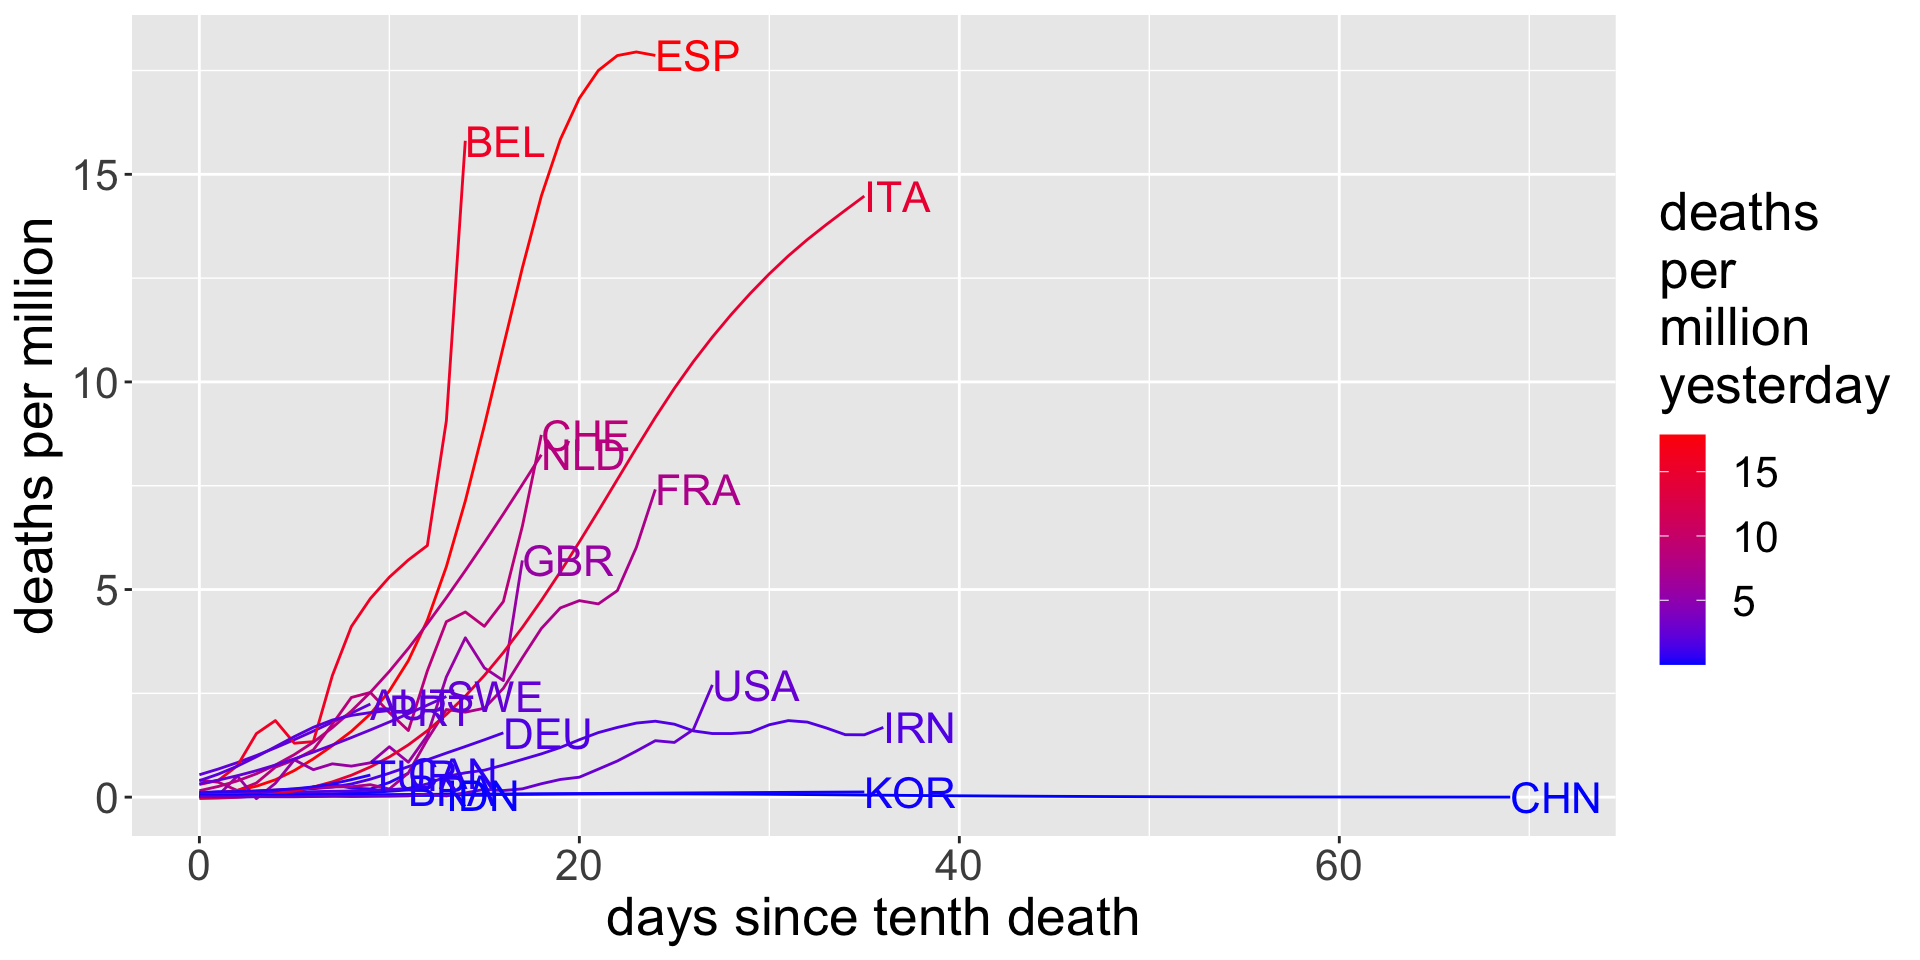 ESP
BEL
ITA
CHE
NLD
FRA
GBR
USA
SWE
PRT
DEU
IRN
KOR
CHN
15
10
5
0
0
20
40
60
days since tenth death
deaths per million
deaths
per
million
yesterday
15
10
5